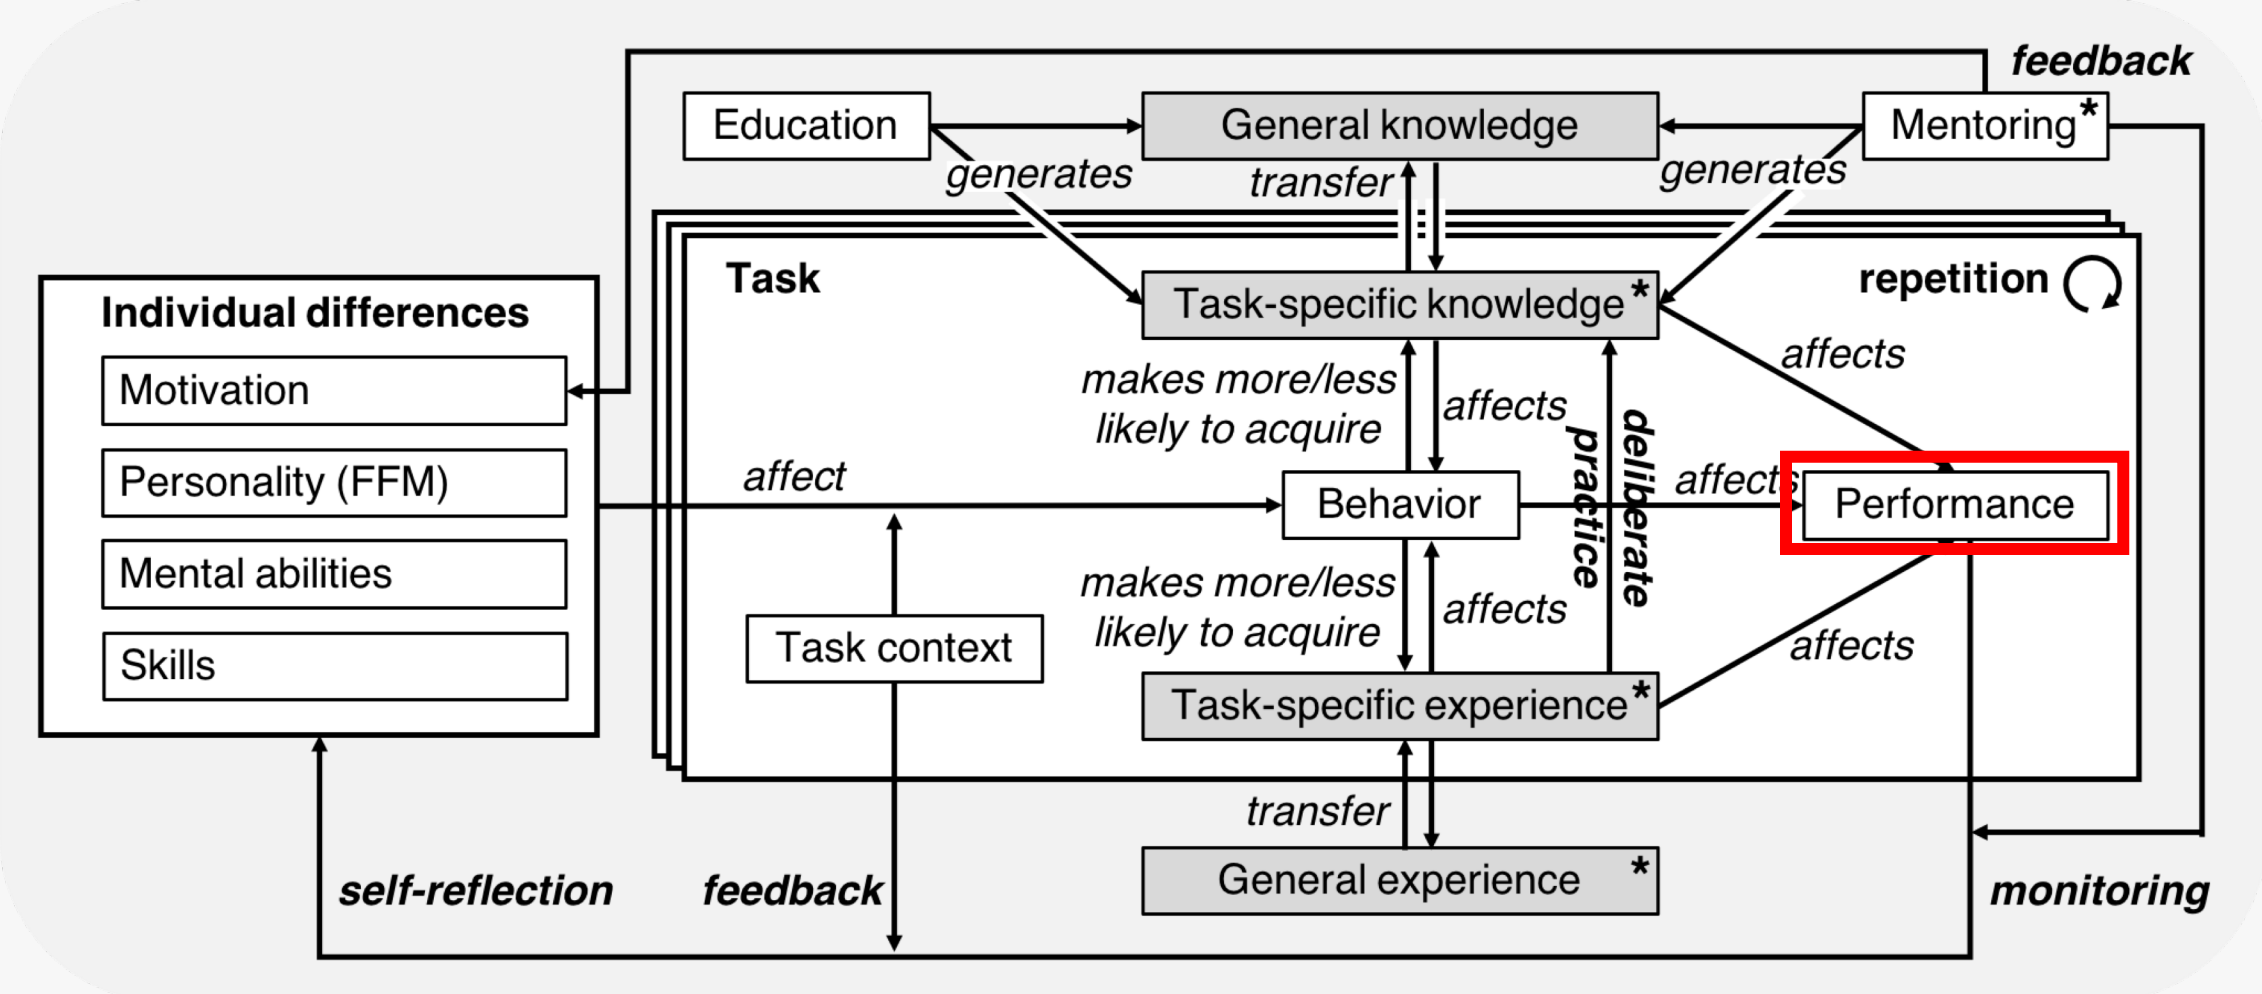 feedback
Education
General knowledge
Mentoring*
generates
transfer
generates
Task
repetition
Individual differences
Task-specific knowledge*
Motivation
makes more/less
likely to acquire
affects
affects
deliberate
practice
Personality (FFM)
affect
Behavior
affects
Performance
Mental abilities
makes more/less
likely to acquire
affects
Task context
affects
Skills
Task-specific experience*
transfer
self-reflection
feedback
General experience *
monitoring